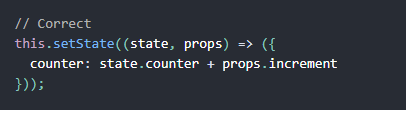 // Correct
this.setState((state, props) => ({
  counter: state.counter + props.increment
}));